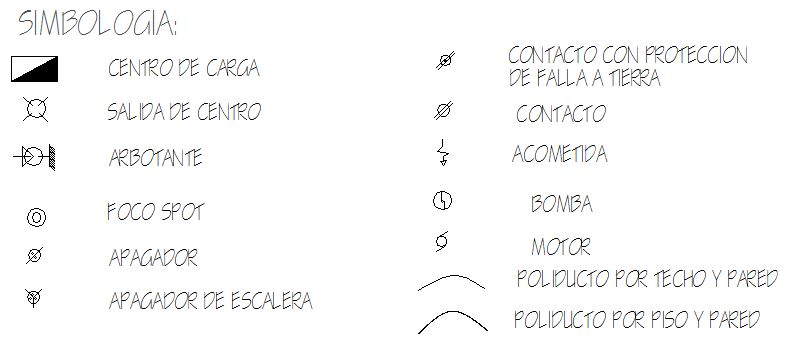 SIMBOLOGIA:
CENTRO DE CARGA
SALIDA DE CENTRO
ARBOTANTE
FOCO SPOT
APAGADOR
APAGADOR DE ESCALERA
CONTACTO CON PROTECCION
DE FALLA A TIERRA
CONTACTO
ACOMETIDA
BOMBA
MOTOR
POLIDUCTO POR TECHO Y PARED
POLIDUCTO POR PISO Y PARED